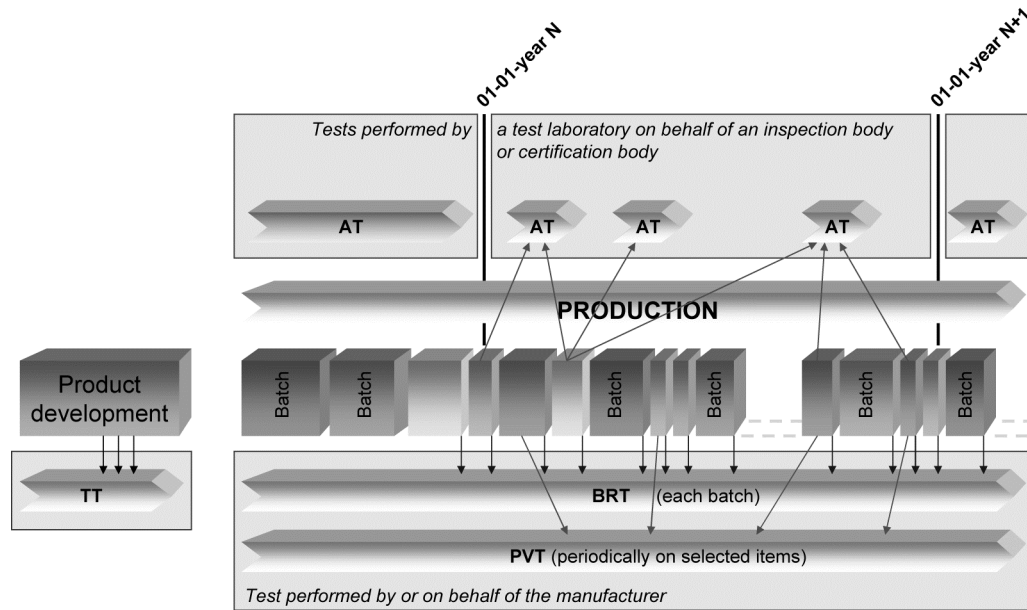 01-01-year N
01-01-year N+1
Tests performed by
a test laboratory on behalf of an inspection body
or certification body
AT
AT
AT
AT
AT
PRODUCTION
Product
development
Batch
Batch
Batch
Batch
Batch
Batch
TT
BRT (each batch)
PVT (periodically on selected items)
Test performed by or on behalf of the manufacturer